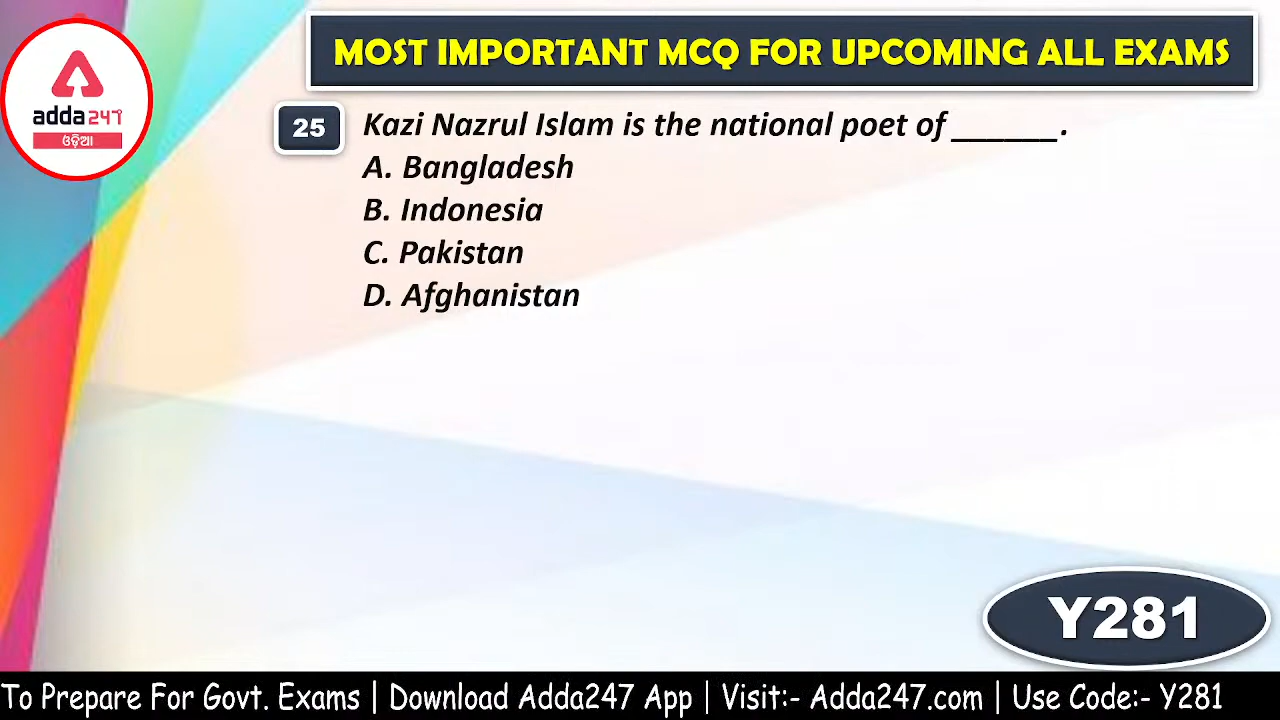 MOST IMPORTANT MCQ FOR UPCOMING ALL EXAMS
adda247
ଓଡ଼ିଆ
25 Kazi Nazrul Islam is the national poet of ______.
A. Bangladesh
B. Indonesia
C. Pakistan
D. Afghanistan
Y281
To Prepare For Govt. Exams | Download Adda247 App | Visit:- Adda247.com | Use Code:- Y281